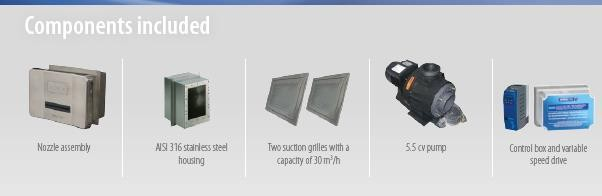 Components included
Nozzle assembly
AISI 316 stainless steel
housing
Two suction grilles with a
capacity of 30 m³/h
5.5 cv pump
Control box and variable
speed drive